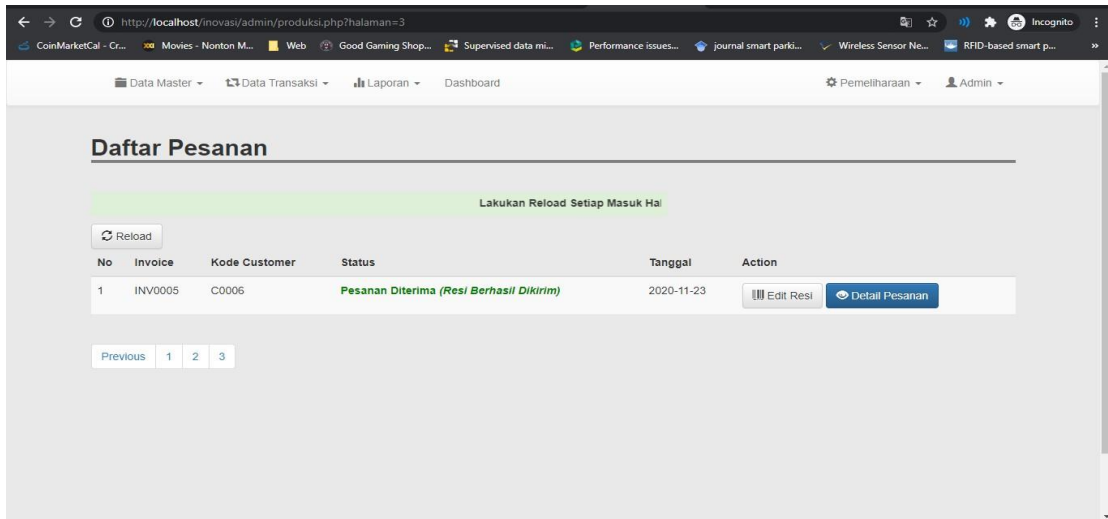 http://localhost/inovasi/admin/produksi.php?halaman=3 Incognito
CoinMarketCal - Cr... Movies - Nonton M... Web Good Gaming Shop... Supervised data mi... Performance issues... journal smart parki... Wireless Sensor Ne... RFID-based smart p... »
Data Master Data Transaksi Laporan Dashboard Pemeliharaan Admin
Daftar Pesanan
Lakukan Reload Setiap Masuk Hal
Reload
No Invoice Kode Customer Status Tanggal Action
1 INV0005 C0006 Pesanan Diterima (Resi Berhasil Dikirim) 2020-11-23 Edit Resi Detail Pesanan
Previous 1 2 3